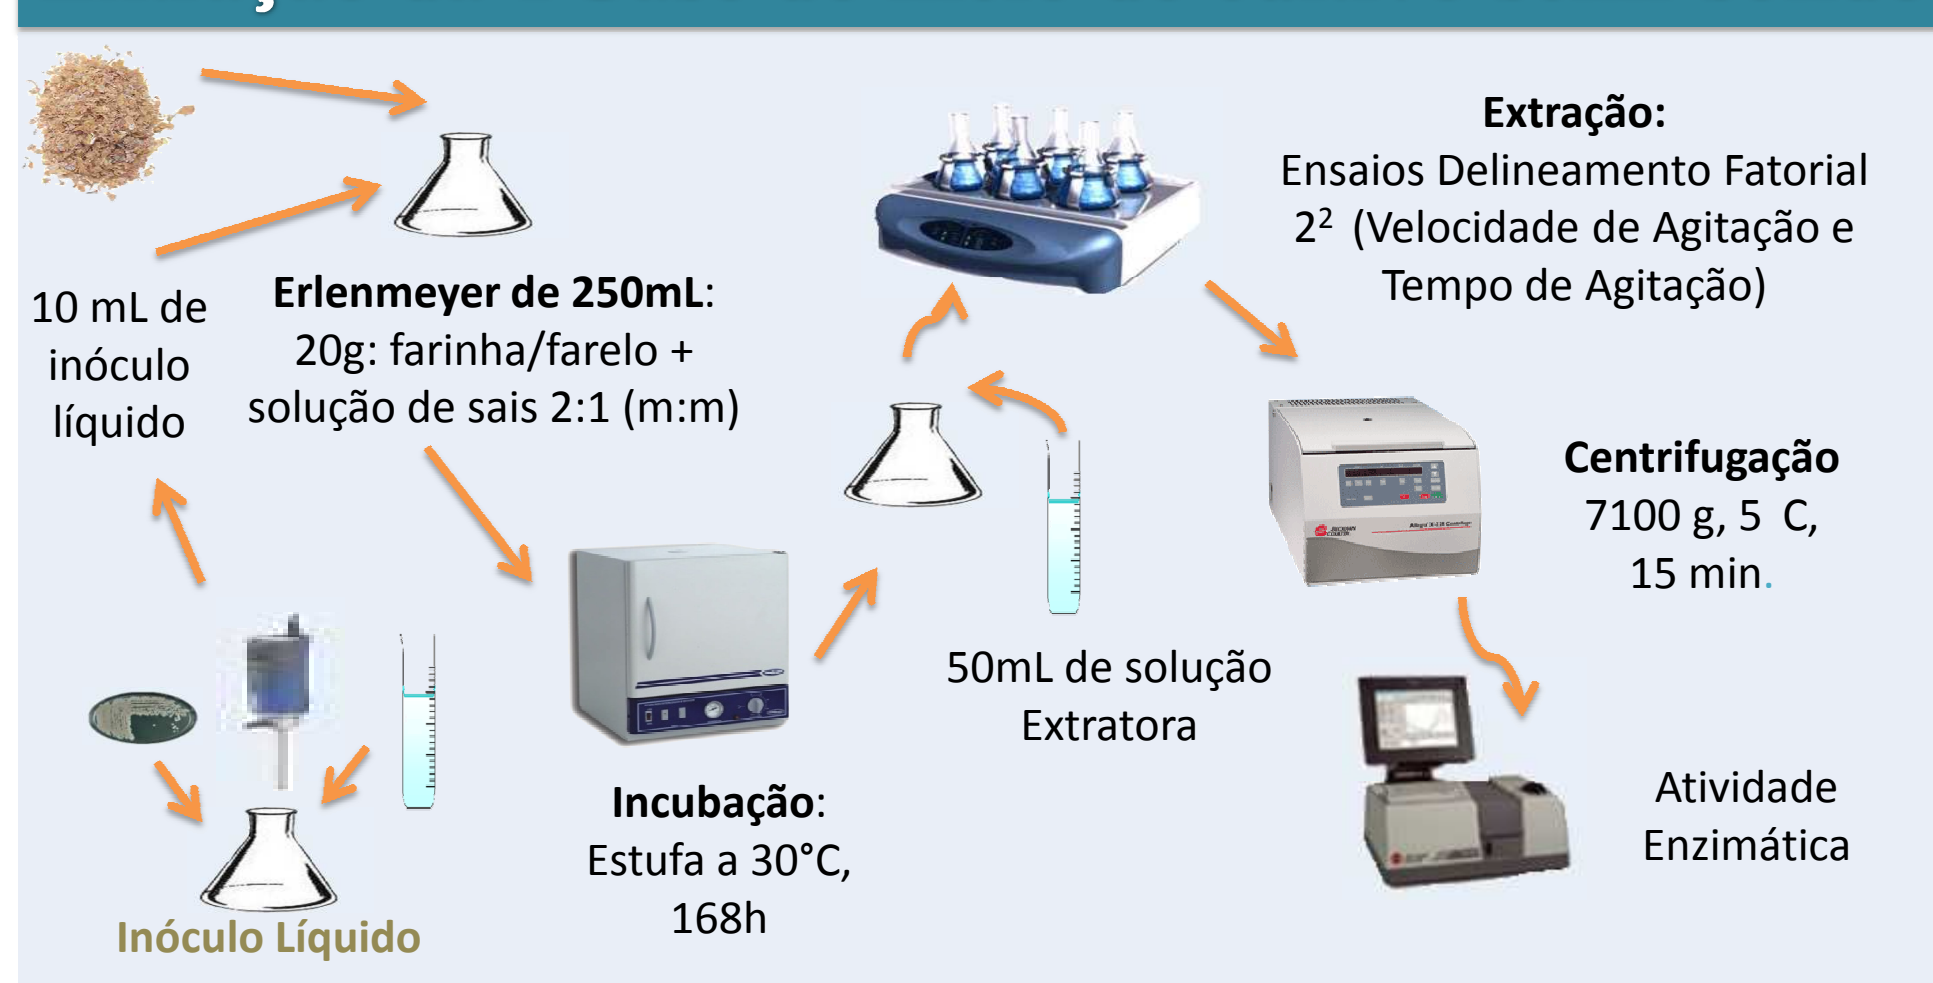 10 mL de
inóculo
líquido
Erlenmeyer de 250mL:
20g: farinha/farelo +
solução de sais 2:1 (m:m)
Inóculo Líquido
Incubação:
Estufa a 30°C,
168h
50mL de solução
Extratora
Extração:
Ensaios Delineamento Fatorial
2² (Velocidade de Agitação e
Tempo de Agitação)
Centrifugação
7100 g, 5 C,
15 min.
BECKMAN
COULTER
Atividade
Enzimática